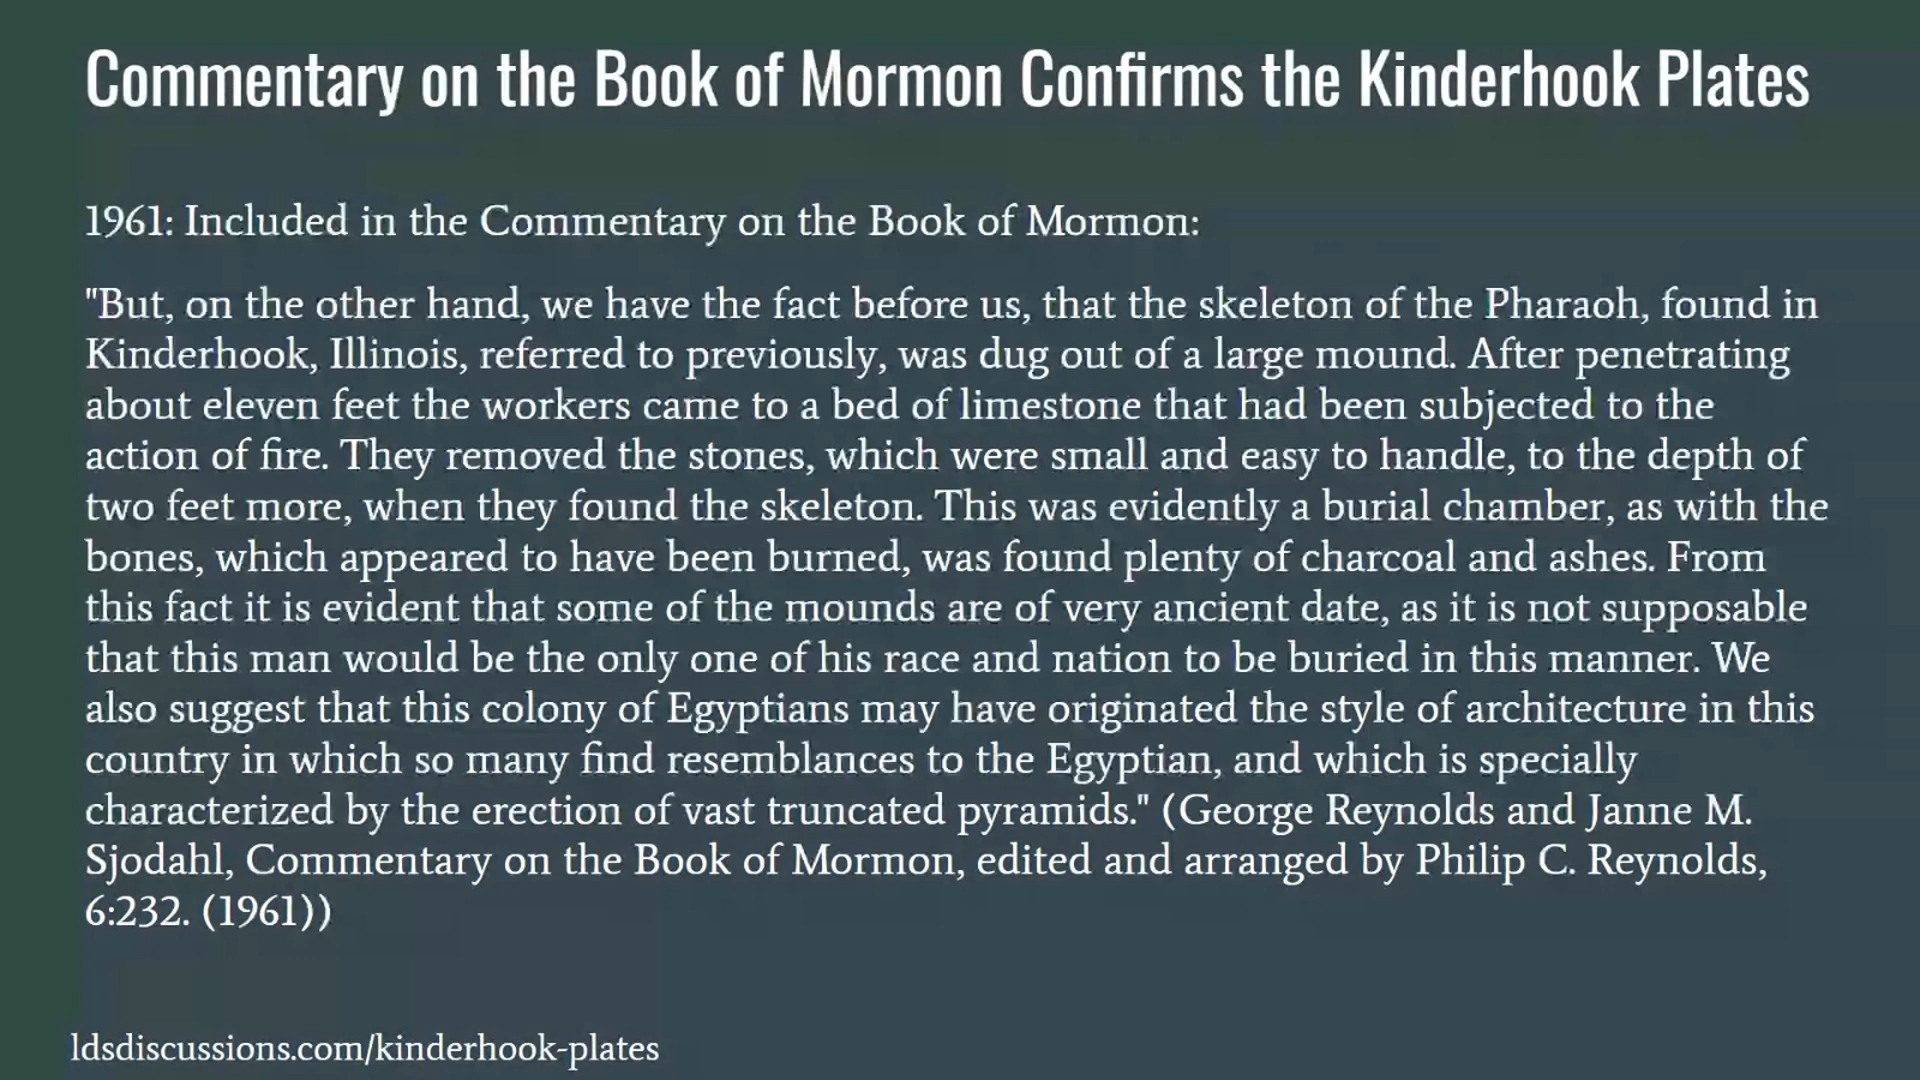 Commentary on the Book of Mormon Confirms the Kinderhook Plates
1961: Included in the Commentary on the Book of Mormon:
"But, on the other hand, we have the fact before us, that the skeleton of the Pharaoh, found in
Kinderhook, Illinois, referred to previously, was dug out of a large mound. After penetrating
about eleven feet the workers came to a bed of limestone that had been subjected to the
action of fire. They removed the stones, which were small and easy to handle, to the depth of
two feet more, when they found the skeleton. This was evidently a burial chamber, as with the
bones, which appeared to have been burned, was found plenty of charcoal and ashes. From
this fact it is evident that some of the mounds are of very ancient date, as it is not supposable
that this man would be the only one of his race and nation to be buried in this manner. We
also suggest that this colony of Egyptians may have originated the style of architecture in this
country in which so many find resemblances to the Egyptian, and which is specially
characterized by the erection of vast truncated pyramids." (George Reynolds and Janne M.
Sjodahl, Commentary on the Book of Mormon, edited and arranged by Philip C. Reynolds,
6:232. (1961))
ldsdiscussions.com/kinderhook-plates